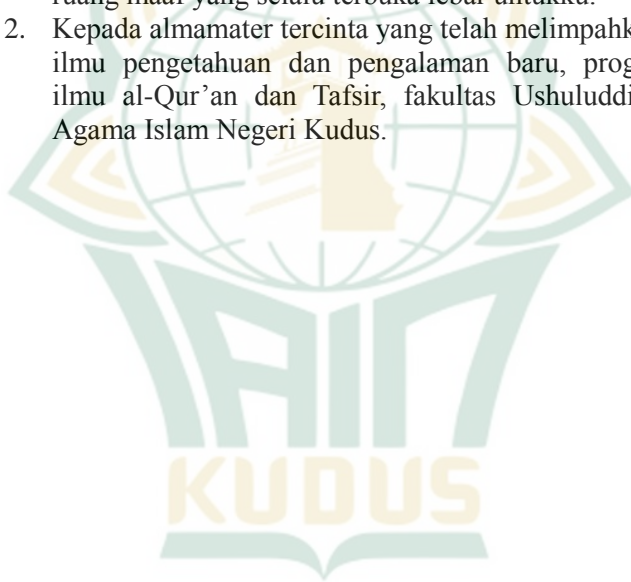 ruang maaf yang selalu terbuka lebar untukku.
2. Kepada almamater tercinta yang telah melimpahk
ilmu pengetahuan dan pengalaman baru, prog
ilmu al-Qur’an dan Tafsir, fakultas Ushuluddi
Agama Islam Negeri Kudus.
IAIN
KUDUS